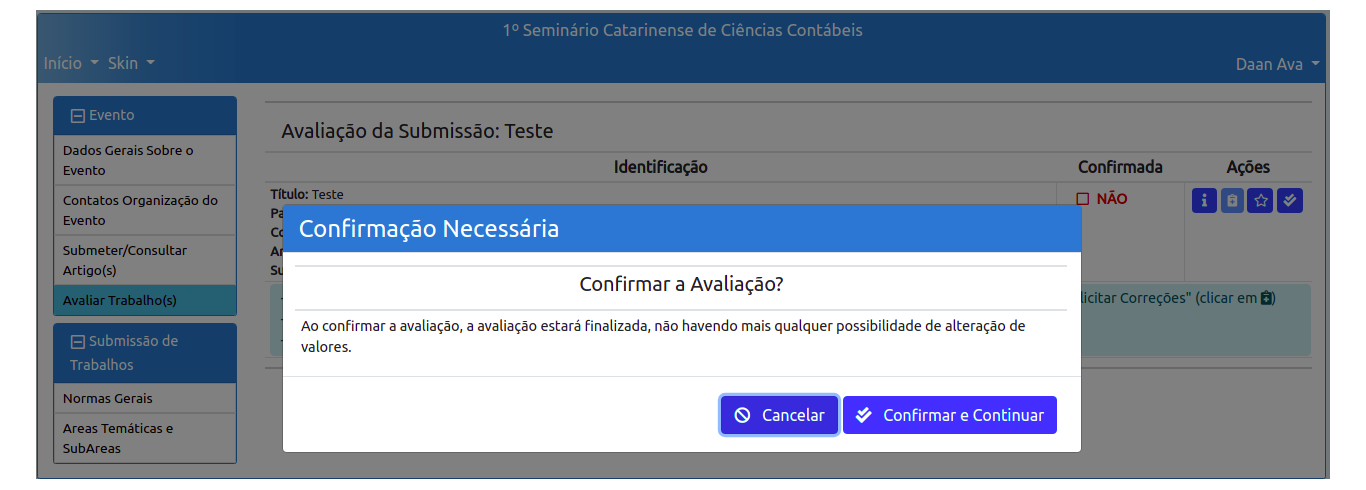 1º Seminário Catarinense de Ciências Contábeis
Início Skin Daan Ava
Evento
Dados Gerais Sobre o
Evento
Contatos Organização do
Evento
Submeter/Consultar
Artigo(s)
Avaliar Trabalho(s)
Submissão de
Trabalhos
Normas Gerais
Areas Temáticas e
SubAreas
Avaliação da Submissão: Teste
Identificação Confirmada Ações
Título: Teste
NÃO
licitar Correções" (clicar em )
Confirmação Necessária
Confirmar a Avaliação?
Ao confirmar a avaliação, a avaliação estará finalizada, não havendo mais qualquer possibilidade de alteração de
valores.
Cancelar
Confirmar e Continuar